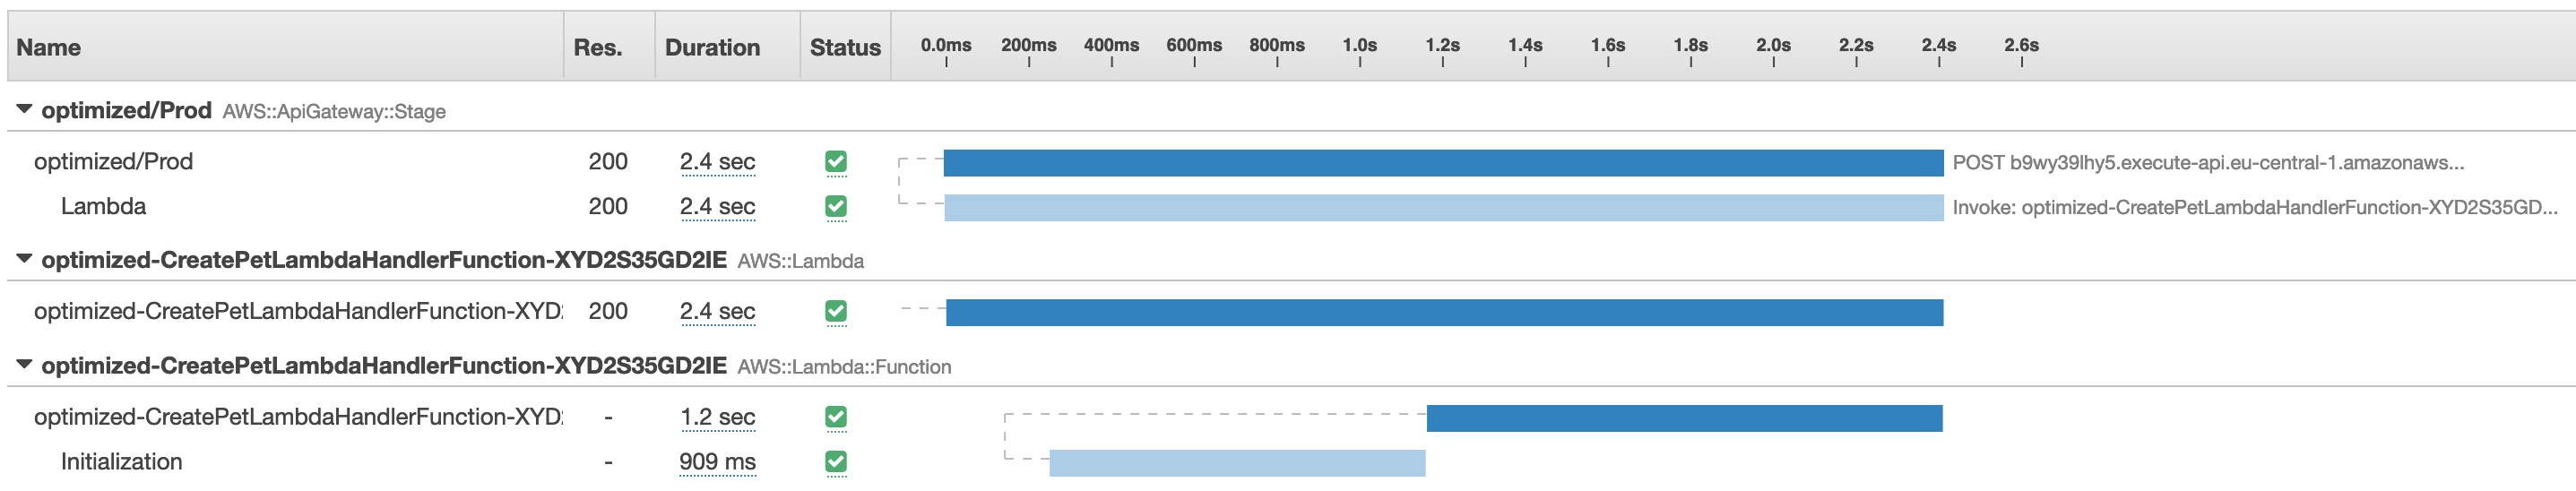 Name Res. Duration Status 0.0ms 200ms 400ms 600ms 800ms 1.0s 1.2s 1.4s 1.6s 1.8s 2.0s 2.2s 2.4s 2.6s
optimized/Prod AWS::ApiGateway::Stage
optimized/Prod 200 2.4 sec POST b9wy39lhy5.execute-api.eu-central-1.amazonaws...
Lambda 200 2.4 sec Invoke: optimized-CreatePetLambdaHandlerFunction-XYD2S35GD...
optimized-CreatePetLambdaHandlerFunction-XYD2S35GD2IE AWS::Lambda
optimized-CreatePetLambdaHandlerFunction-XYD2 200 2.4 sec
optimized-CreatePetLambdaHandlerFunction-XYD2S35GD2IE AWS::Lambda::Function
optimized-CreatePetLambdaHandlerFunction-XYD2 - 1.2 sec
Initialization - 909 ms